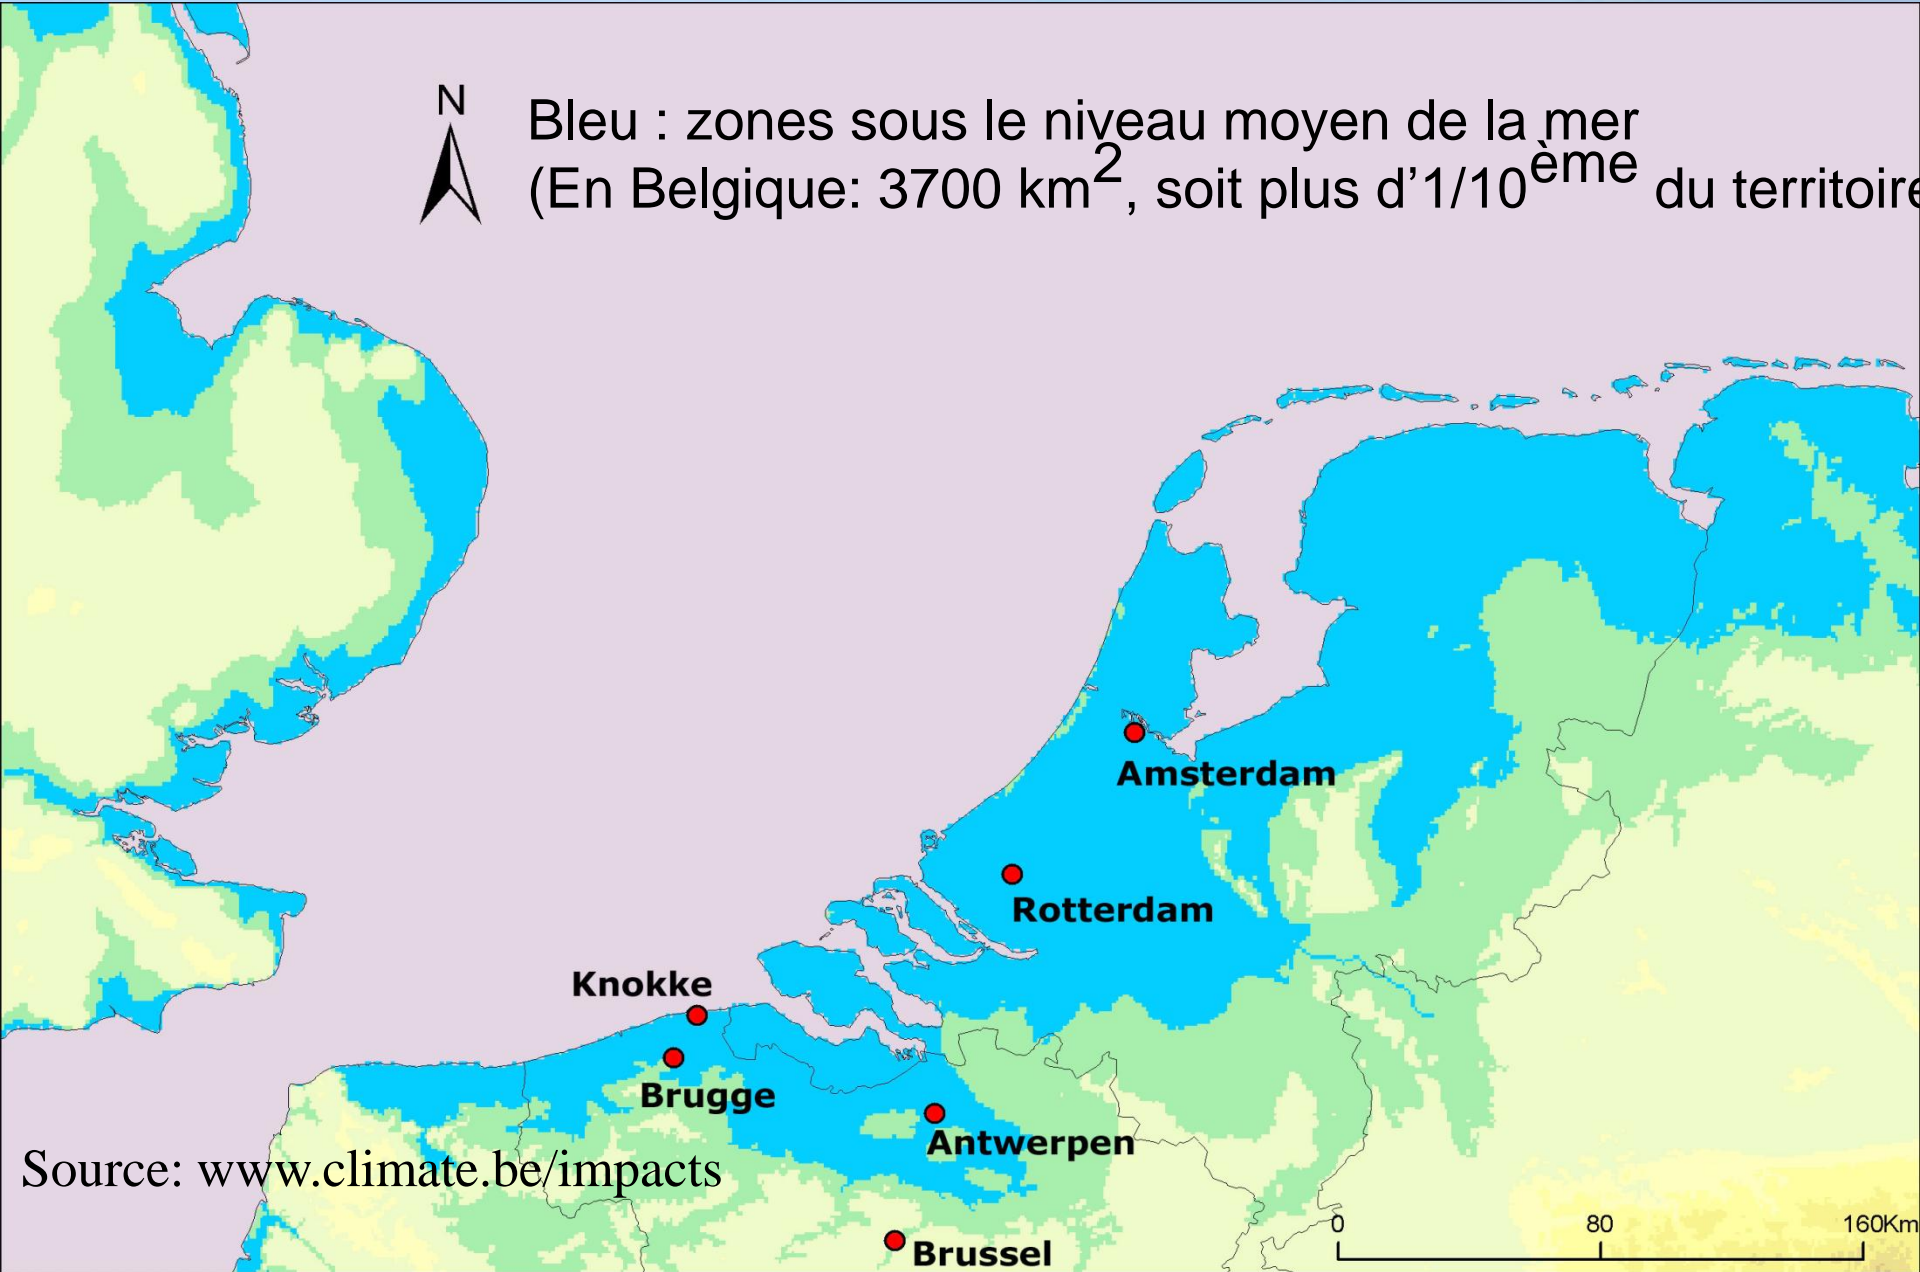 N
Bleu : zones sous le niveau moyen de la mer
(En Belgique: 3700 km², soit plus d’1/10ème du territoire
Amsterdam
Rotterdam
Knokke
Brugge
Antwerpen
Source: www.climate.be/impacts
0 80 160Km
Brussel